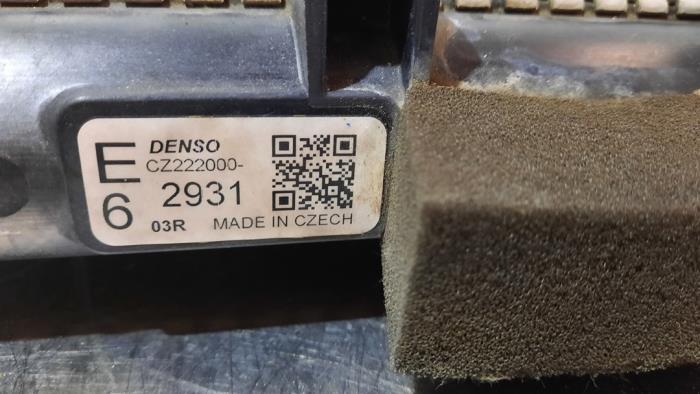 E
6
DENSO
CZ222000-
2931
03R MADE IN CZECH